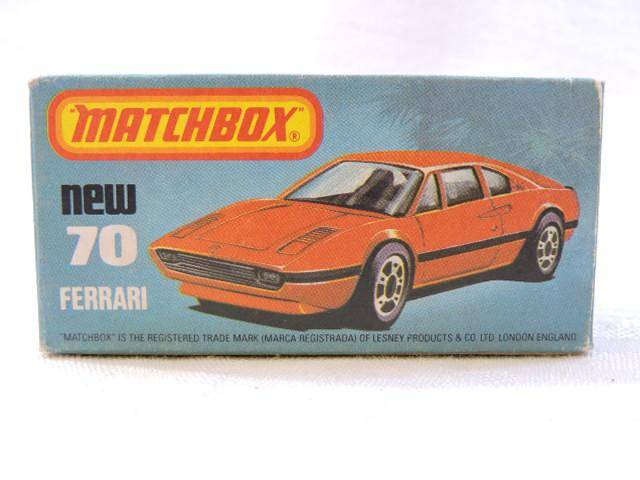 "MATCHBOX"®
new
70
FERRARI
"MATCHBOX" IS THE REGISTERED TRADE MARK (MARCA REGISTRADA) OF LESNEY PRODUCTS & CO. LTD. LONDON ENGLAND